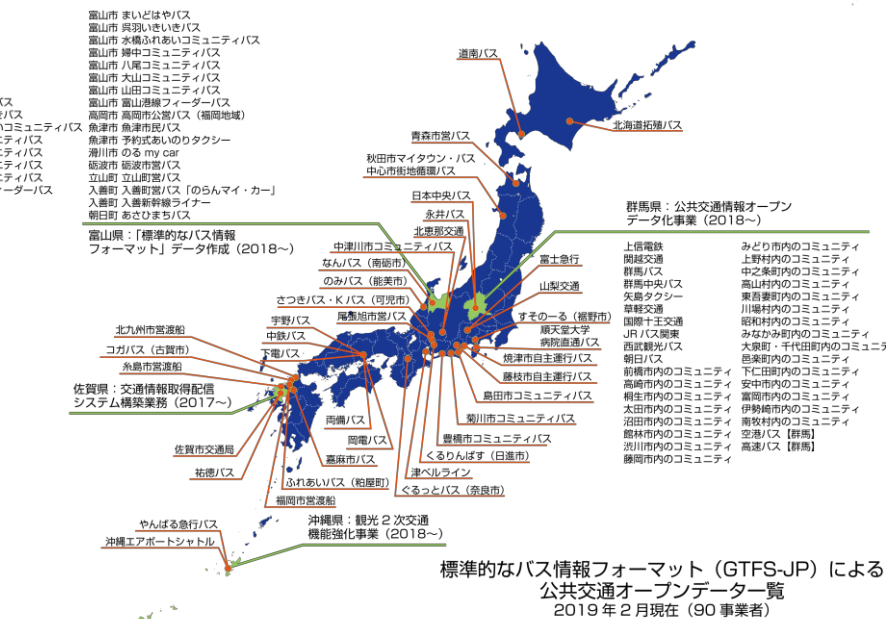 富山市 まいどはやバス
富山市 呉羽いきいきバス
富山市 水橋ふれあいコミュニティバス
富山市 婦中コミュニティバス
富山市 八尾コミュニティバス
富山市 大山コミュニティバス
富山市 山田コミュニティバス
富山市 富山港線フィーダーバス
高岡市 高岡市公営バス（福岡地域）
魚津市 魚津市民バス
魚津市 予約式あいのりタクシー
滑川市 のる my car
砺波市 砺波市営バス
立山町 立山町営バス
入善町 入善町営バス「のらんマイ・カー」
入善町 入善新幹線ライナー
朝日町 あさひまちバス
バス
バス
いコミュニティバス
ニティバス
ニティバス
ニティバス
ニティバス
ィーダーバス
富山県：「標準的なバス情報
フォーマット」データ作成（2018～）
道南バス
北海道拓殖バス
青森市営バス
秋田市マイタウン・バス
中心市街地循環バス
日本中央バス
永井バス
北恵那交通
中津川市コミュニティバス
なんバス（南砺市）
のみバス（能美市）
さつきバス・Kバス（可児市）
尾張旭市営バス
宇野バス
中鉄バス
下電バス
北九州市営渡船
コガバス（古賀市）
糸島市営渡船
佐賀県：交通情報取得配信
システム構築業務（2017～）
佐賀市交通局
祐徳バス
福岡市営渡船
ふれあいバス（粕屋町）
嘉麻市バス
岡電バス
両備バス
群馬県：公共交通情報オープン
データ化事業（2018～）
富士急行
山梨交通
すそのーる（裾野市）
順天堂大学
病院直通バス
焼津市自主運行バス
藤枝市自主運行バス
島田市コミュニティバス
菊川市コミュニティバス
豊橋市コミュニティバス
くるりんばす（日進市）
津ベルライン
ぐるっとバス（奈良市）
上信電鉄
関越交通
群馬バス
群馬中央バス
矢島タクシー
草軽交通
国際十王交通
JRバス関東
西武観光バス
朝日バス
前橋市内のコミュニティ
高崎市内のコミュニティ
桐生市内のコミュニティ
太田市内のコミュニティ
沼田市内のコミュニティ
館林市内のコミュニティ
渋川市内のコミュニティ
藤岡市内のコミュニティ
みどり市内のコミュニティ
上野村内のコミュニティ
中之条町内のコミュニティ
高山村内のコミュニティ
東吾妻町内のコミュニティ
川場村内のコミュニティ
昭和村内のコミュニティ
みなかみ町内のコミュニティ
大泉町・千代田町内のコミュニテ
邑楽町内のコミュニティ
下仁田町内のコミュニティ
安中市内のコミュニティ
富岡市内のコミュニティ
伊勢崎市内のコミュニティ
南牧村内のコミュニティ
空港バス【群馬】
高速バス【群馬】
やんばる急行バス
沖縄エアポートシャトル
沖縄県：観光2次交通
機能強化事業（2018～）
標準的なバス情報フォーマット（GTFS-JP）による
公共交通オープンデータ一覧
2019年2月現在（90事業者）